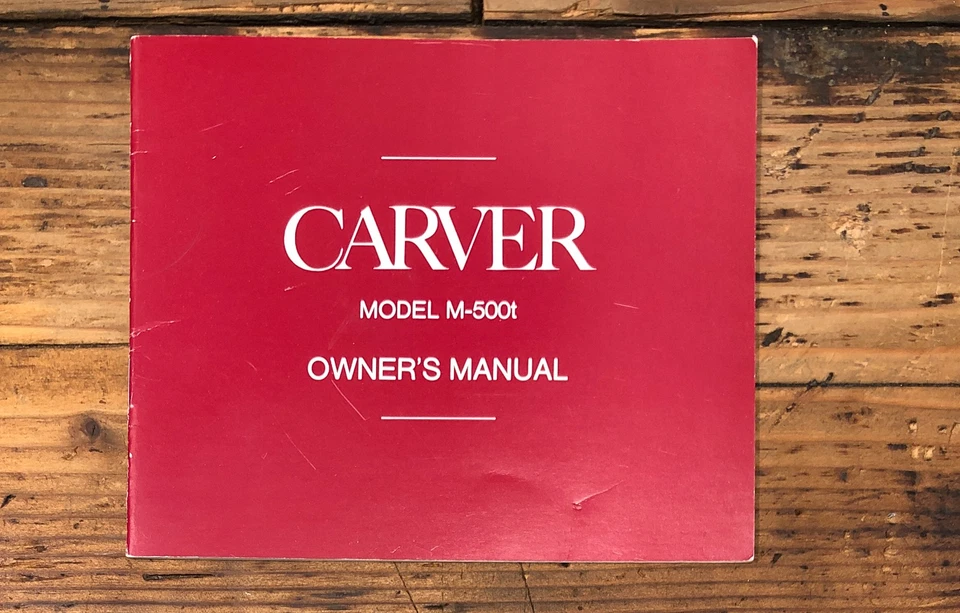 CARVER
MODEL M-500t
OWNER'S MANUAL